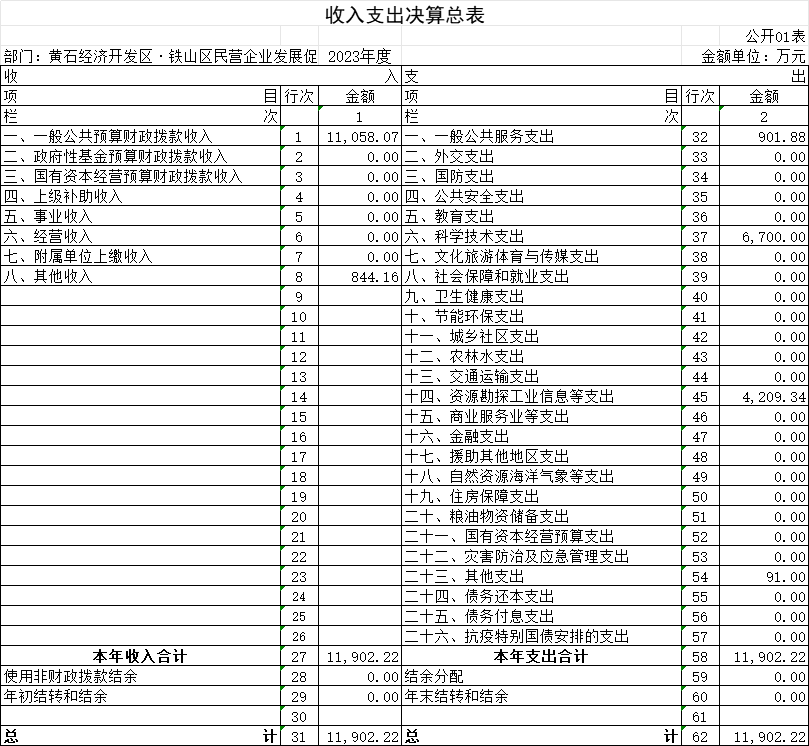 收入支出决算总表
公开01表
部门：黄石经济开发区·铁山区民营企业发展促 2023年度 金额单位：万元
收 入 支 出
项 目 行次 金额 项 目 行次 金额
栏 次 1 栏 次 2
一、一般公共预算财政拨款收入 1 11,058.07 一、一般公共服务支出 32 901.88
二、政府性基金预算财政拨款收入 2 0.00 二、外交支出 33 0.00
三、国有资本经营预算财政拨款收入 3 0.00 三、国防支出 34 0.00
四、上级补助收入 4 0.00 四、公共安全支出 35 0.00
五、事业收入 5 0.00 五、教育支出 36 0.00
六、经营收入 6 0.00 六、科学技术支出 37 6,700.00
七、附属单位上缴收入 7 0.00 七、文化旅游体育与传媒支出 38 0.00
八、其他收入 8 844.16 八、社会保障和就业支出 39 0.00
9 九、卫生健康支出 40 0.00
10 十、节能环保支出 41 0.00
11 十一、城乡社区支出 42 0.00
12 十二、农林水支出 43 0.00
13 十三、交通运输支出 44 0.00
14 十四、资源勘探工业信息等支出 45 4,209.34
15 十五、商业服务业等支出 46 0.00
16 十六、金融支出 47 0.00
17 十七、援助其他地区支出 48 0.00
18 十八、自然资源海洋气象等支出 49 0.00
19 十九、住房保障支出 50 0.00
20 二十、粮油物资储备支出 51 0.00
21 二十一、国有资本经营预算支出 52 0.00
22 二十二、灾害防治及应急管理支出 53 0.00
23 二十三、其他支出 54 91.00
24 二十四、债务还本支出 55 0.00
25 二十五、债务付息支出 56 0.00
26 二十六、抗疫特别国债安排的支出 57 0.00
本年收入合计 27 11,902.22 本年支出合计 58 11,902.22
使用非财政拨款结余 28 0.00 结余分配 59 0.00
年初结转和结余 29 0.00 年末结转和结余 60 0.00
30 61
总 计 31 11,902.22 总 计 62 11,902.22